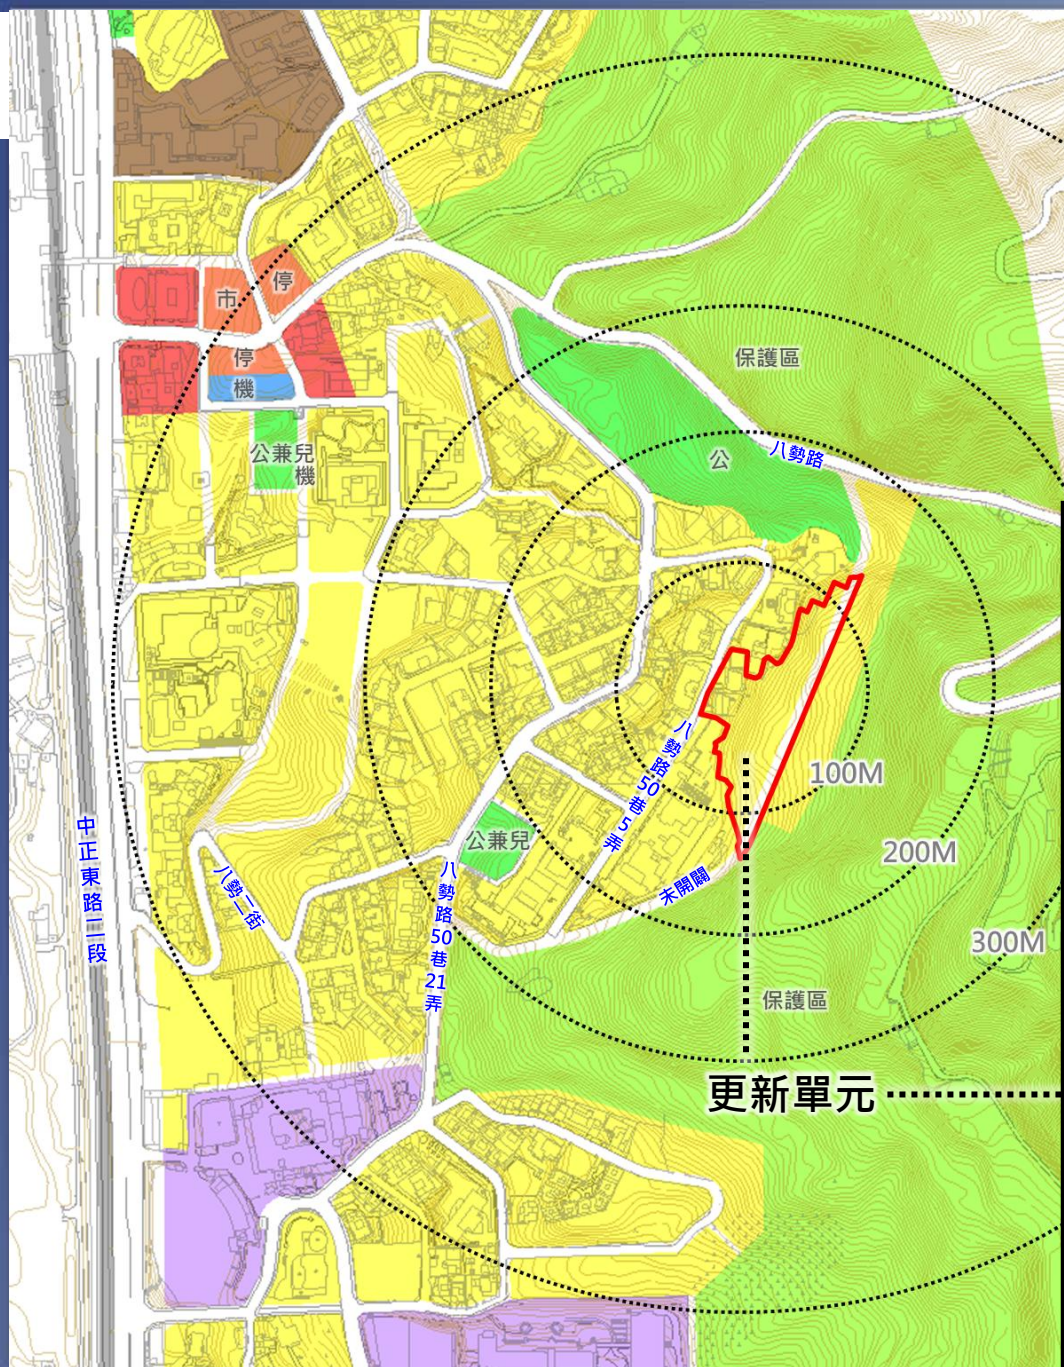 停
市
停
機
公兼兒
機
保護區
公
八勢路
八勢路50巷5弄
100M
公兼兒
200M
中正東路二段
八勢一街
八勢路50巷21弄
未開闢
300M
保護區
更新單元